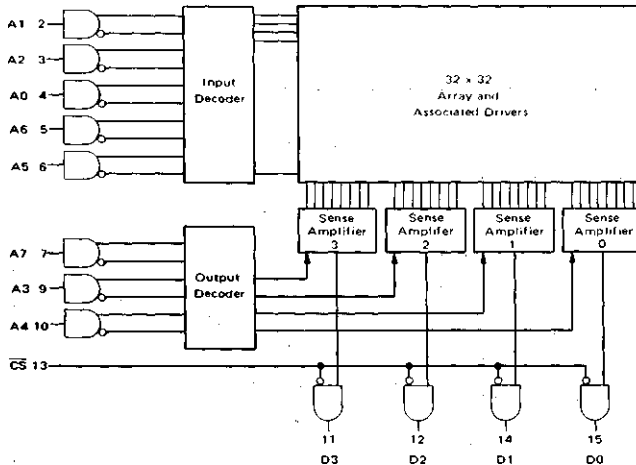 A1 2
A2 3
A0 4
A6 5
A5 6
Input
Decoder
32 x 32
Array and
Associated Drivers
Sense
Amplifier
3
Sense
Amplifer
2
Sense
Amplifier
1
Sense
Amplifier
0
A7 7
A3 9
A4 10
Output
Decoder
CS 13
11
D3
12
D2
14
D1
15
D0